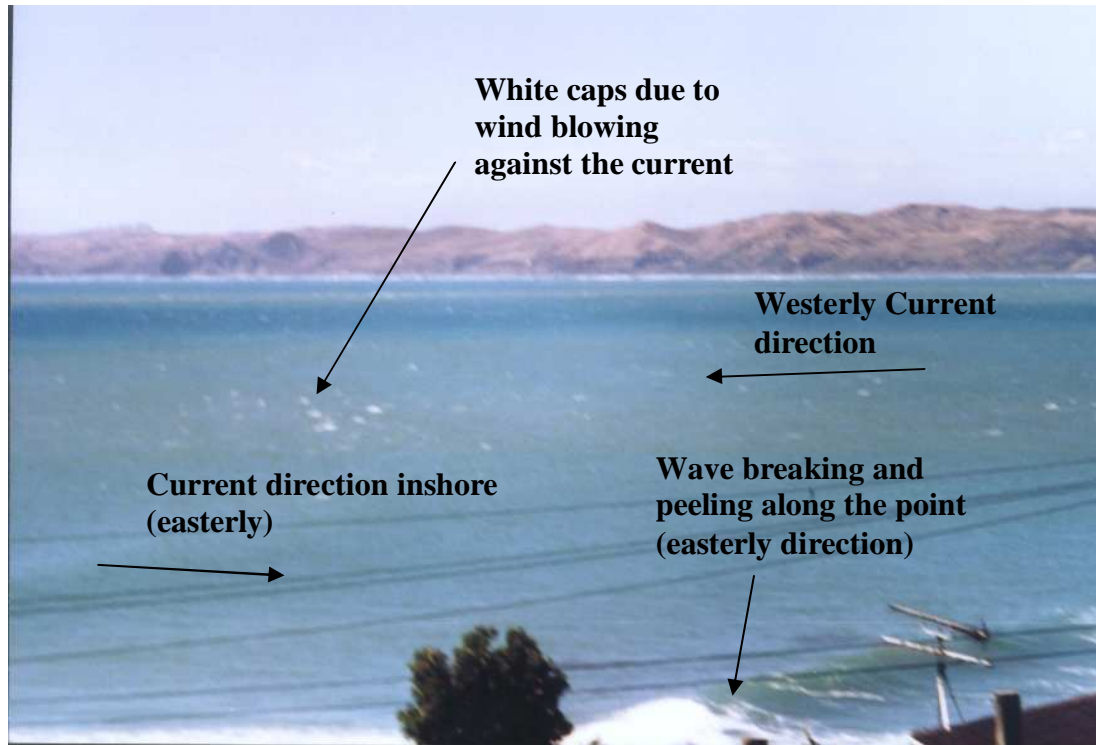 White caps due to
wind blowing
against the current
Westerly Current
direction
Current direction inshore
(easterly)
Wave breaking and
peeling along the point
(easterly direction)